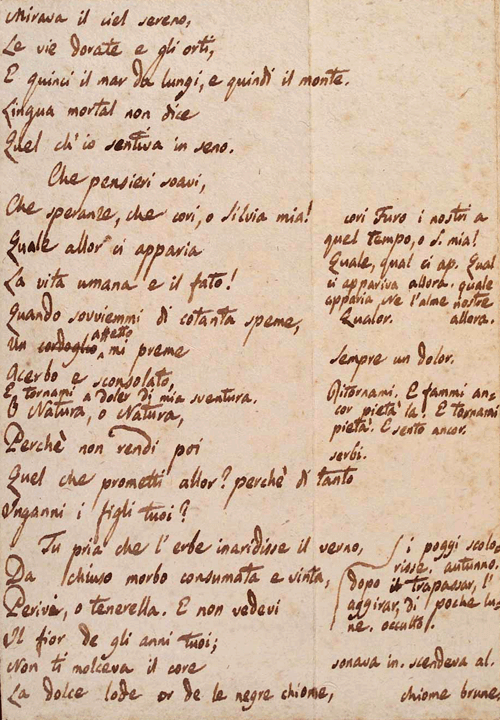 Mirava il ciel sereno,
Le vie dorate e gli orti,
E quinci il mar da lungi, e quindi il monte.
Lingua mortal non dice
Quel ch'io sentiva in seno.
Che pensieri soavi,
Che speranze, che cori, o Silvia mia!
Quale allor ci apparia
La vita umana e il fato!
Quando sovviemmi di cotanta speme,
Un cordoglio affetto mi preme
Acerbo e sconsolato,
E tornami a doler di mia sventura.
O Natura, o Natura,
Perchè non rendi poi
Quel che prometti allor? perchè di tanto
Inganni i figli tuoi?
Tu pria che l'erbe inaridisse il verno,
Da chiuso morbo consumata e vinta,
Perivi, o tenerella. E non vedevi
Il fior de gli anni tuoi;
Non ti molceva il core
La dolce lode or de le negre chiome,
cori Furo i nostri a
quel tempo, o S. mia!
Quale, qual ci ap. Qual
ci appariva allora. quale
apparia, ne l'alme nostre
Qualor. allora.
sempre un dolor.
Ritornami. E fammi an-
cor pietà la. E tornami
pietà. E sento ancor.
serbi.
i poggi scolo-
risse. autunno.
dopo il trapassar, l'
aggirar, di poche lu-
ne. occulto.
sonava in. scendeva al.
chiome brune,